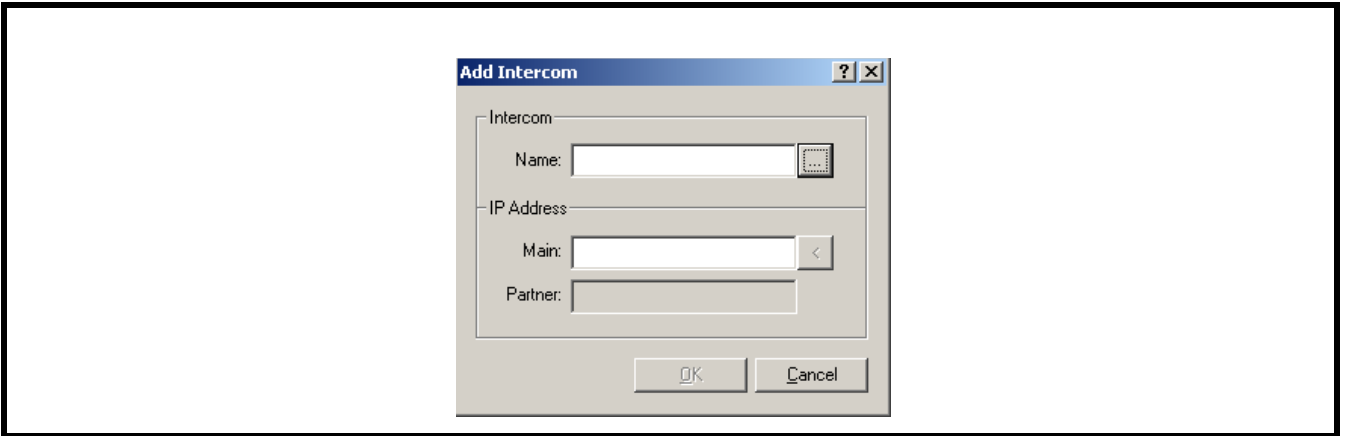 Add Intercom ? X
Intercom
Name: ...
IP Address
Main: <
Partner:
OK Cancel